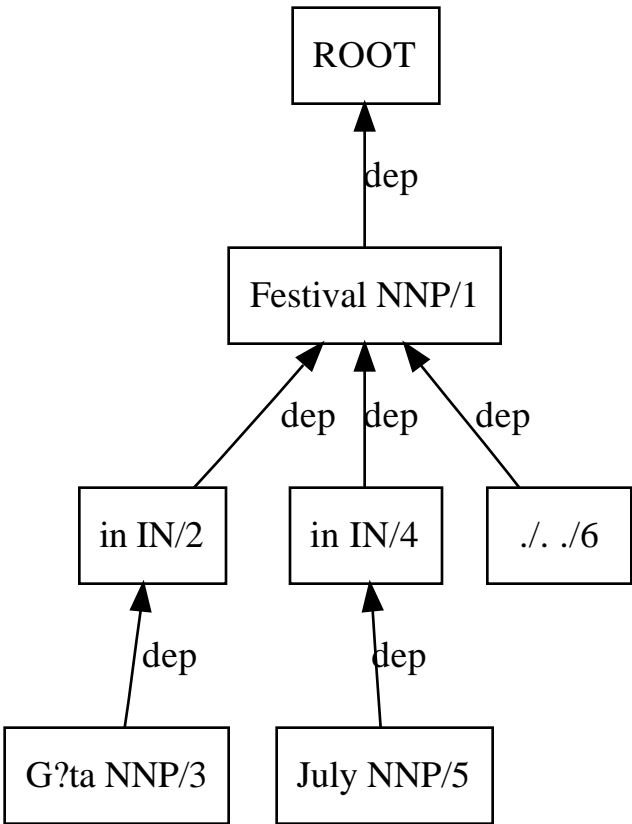 ROOT
dep
Festival NNP/1
dep dep dep
in IN/2 in IN/4 ./. ./6
dep dep
G?ta NNP/3 July NNP/5